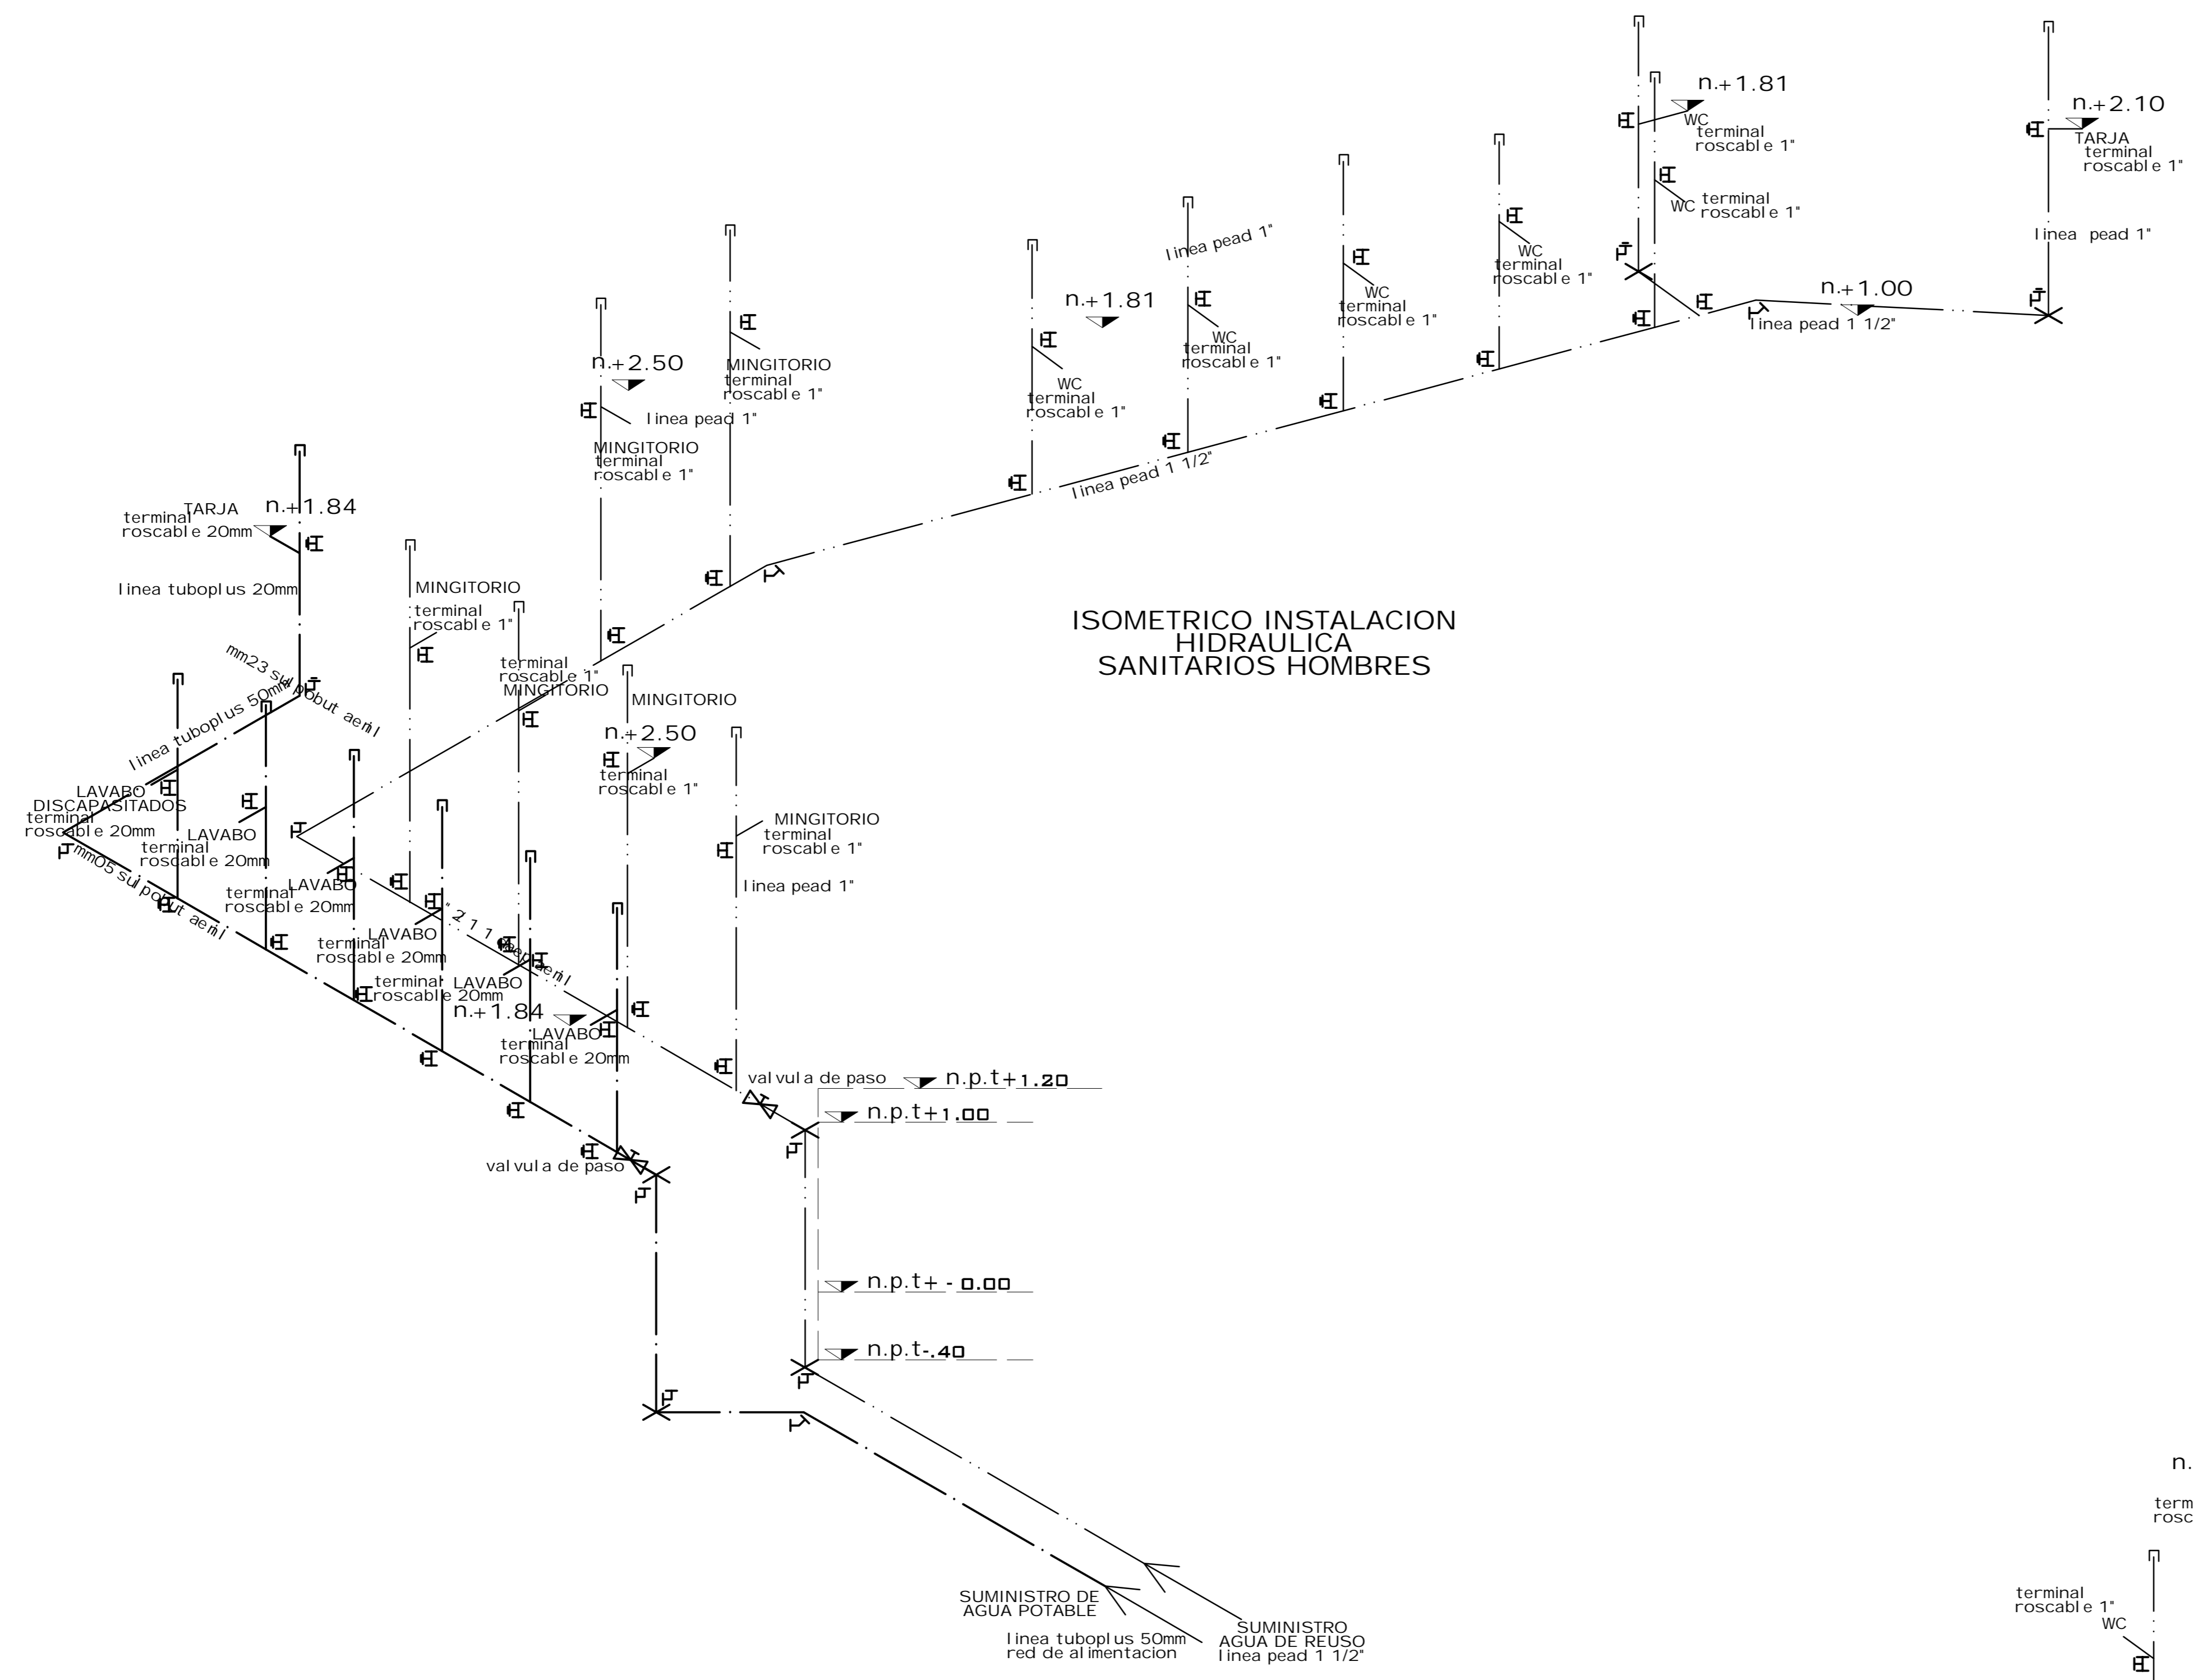 n.+1.81
WC
terminal
roscable 1"
n.+2.10
TARJA
terminal
roscable 1"
WC terminal
roscable 1"
linea pead 1"
linea pead 1"
WC
terminal
roscable 1"
n.+1.00
linea pead 1 1/2"
WC
terminal
roscable 1"
n.+1.81
WC
terminal
roscable 1"
WC
terminal
roscable 1"
n.+2.50
MINGITORIO
terminal
roscable 1"
linea pead 1"
MINGITORIO
terminal
roscable 1"
linea pead 1 1/2"
TARJA
n.+1.84
terminal
roscable 20mm
linea tuboplus 20mm
MINGITORIO
terminal
roscable 1"
ISOMETRICO INSTALACION
HIDRAULICA
SANITARIOS HOMBRES
terminal
roscable 1"
MINGITORIO
MINGITORIO
n.+2.50
terminal
roscable 1"
mm23 sulpobut aenil
linea tuboplus 50mm
LAVABO
DISCAPASITADOS
terminal
roscable 20mm
MINGITORIO
terminal
roscable 1"
linea pead 1"
LAVABO
terminal
roscable 20mm
mm05 sulpobut aenil
LAVABO
terminal
roscable 20mm
LAVABO
terminal
roscable 20mm
terminal LAVABO
roscable 20mm
n.+1.84
LAVABO
terminal
roscable 20mm
valvula de paso
n.p.t+1.20
n.p.t+1.00
valvula de paso
n.p.t+ - 0.00
n.p.t-.40
SUMINISTRO DE
AGUA POTABLE
linea tuboplus 50mm
red de alimentacion
SUMINISTRO
AGUA DE REUSO
linea pead 1 1/2"
n.
term
rosc
terminal
roscable 1"
WC